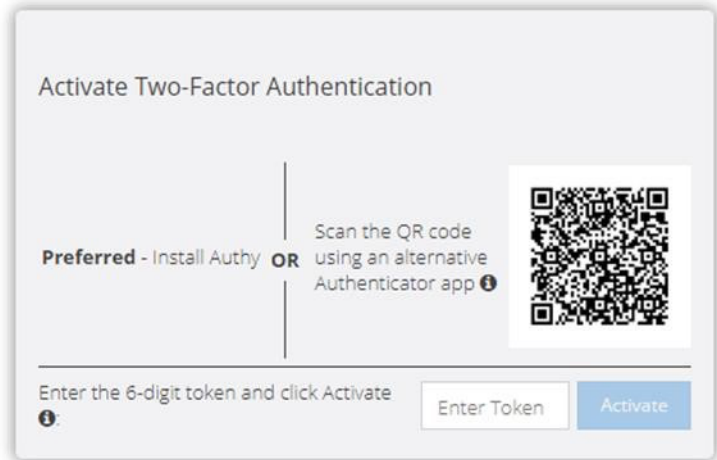 Activate Two-Factor Authentication
Preferred - Install Authy
OR
Scan the QR code
using an alternative
Authenticator app
Enter the 6-digit token and click Activate
:
Enter Token
Activate